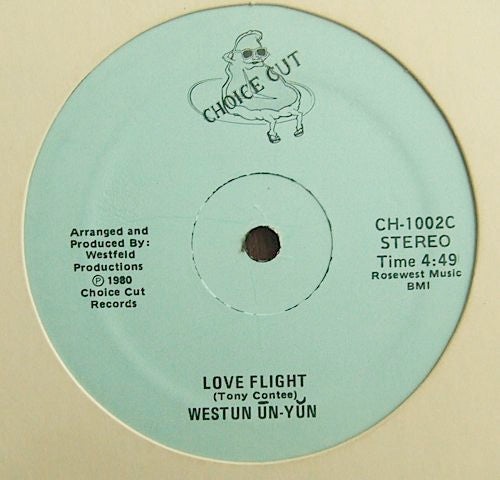 CHOICE CUT
Arranged and
Produced By:
Westfeld
Productions
Ⓟ 1980
Choice Cut
Records
CH-1002C
STEREO
Time 4:49
Rosewest Music
BMI
LOVE FLIGHT
(Tony Contee)
WESTUN ŪN-YŬN